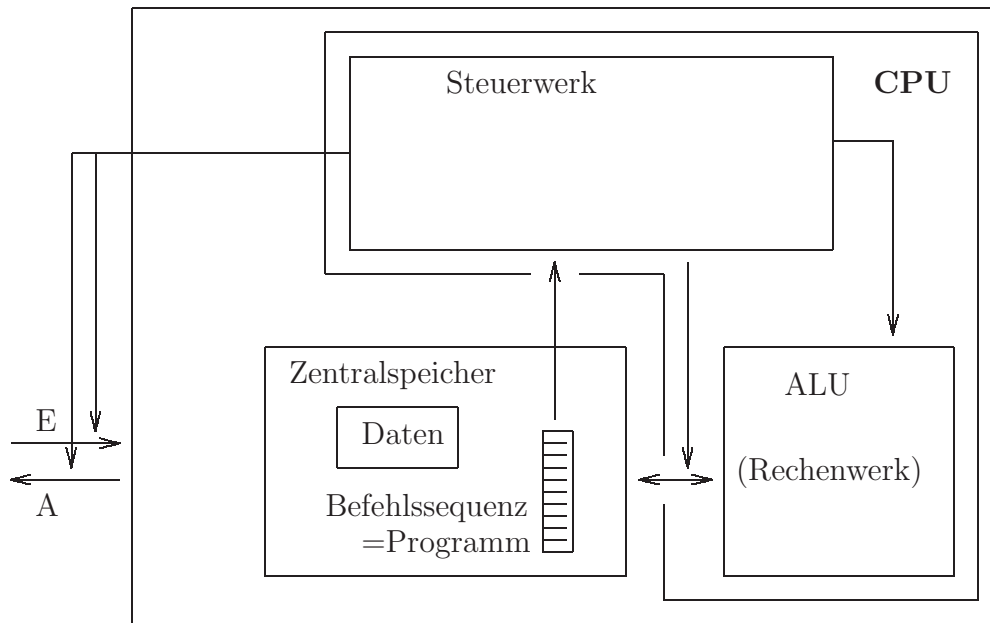 Steuerwerk
CPU
Zentralspeicher
Daten
Befehlssequenz
=Programm
ALU
(Rechenwerk)
E
A